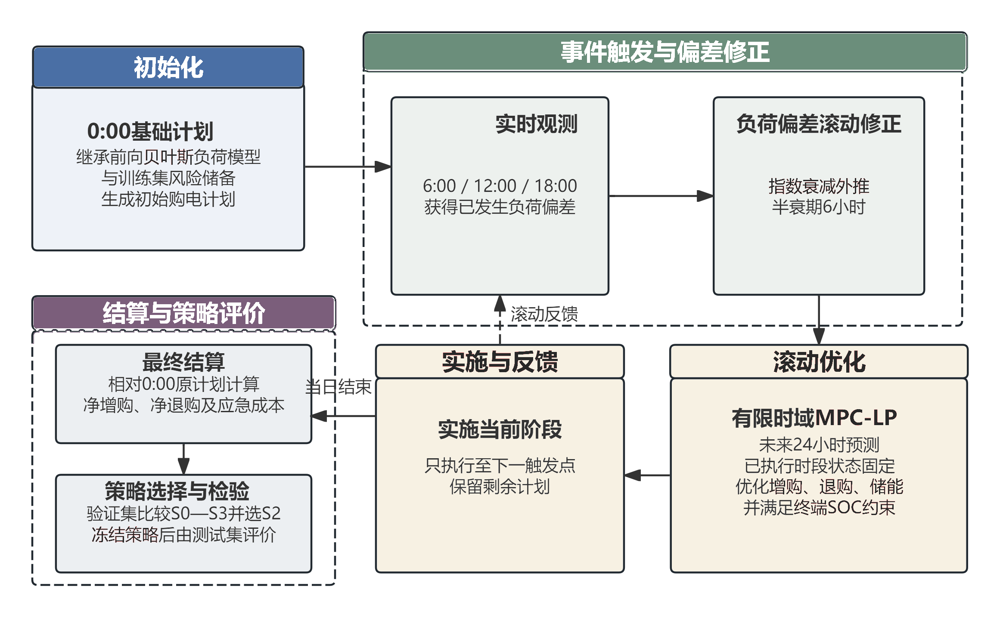 初始化
0:00基础计划
继承前向贝叶斯负荷模型
与训练集风险储备
生成初始购电计划
事件触发与偏差修正
实时观测
6:00 / 12:00 / 18:00
获得已发生负荷偏差
负荷偏差滚动修正
指数衰减外推
半衰期6小时
滚动反馈
滚动优化
有限时域MPC-LP
未来24小时预测
已执行时段状态固定
优化增购、退购、储能
并满足终端SOC约束
实施与反馈
实施当前阶段
只执行至下一触发点
保留剩余计划
当日结束
结算与策略评价
最终结算
相对0:00原计划计算
净增购、净退购及应急成本
策略选择与检验
验证集比较S0—S3并选S2
冻结策略后由测试集评价